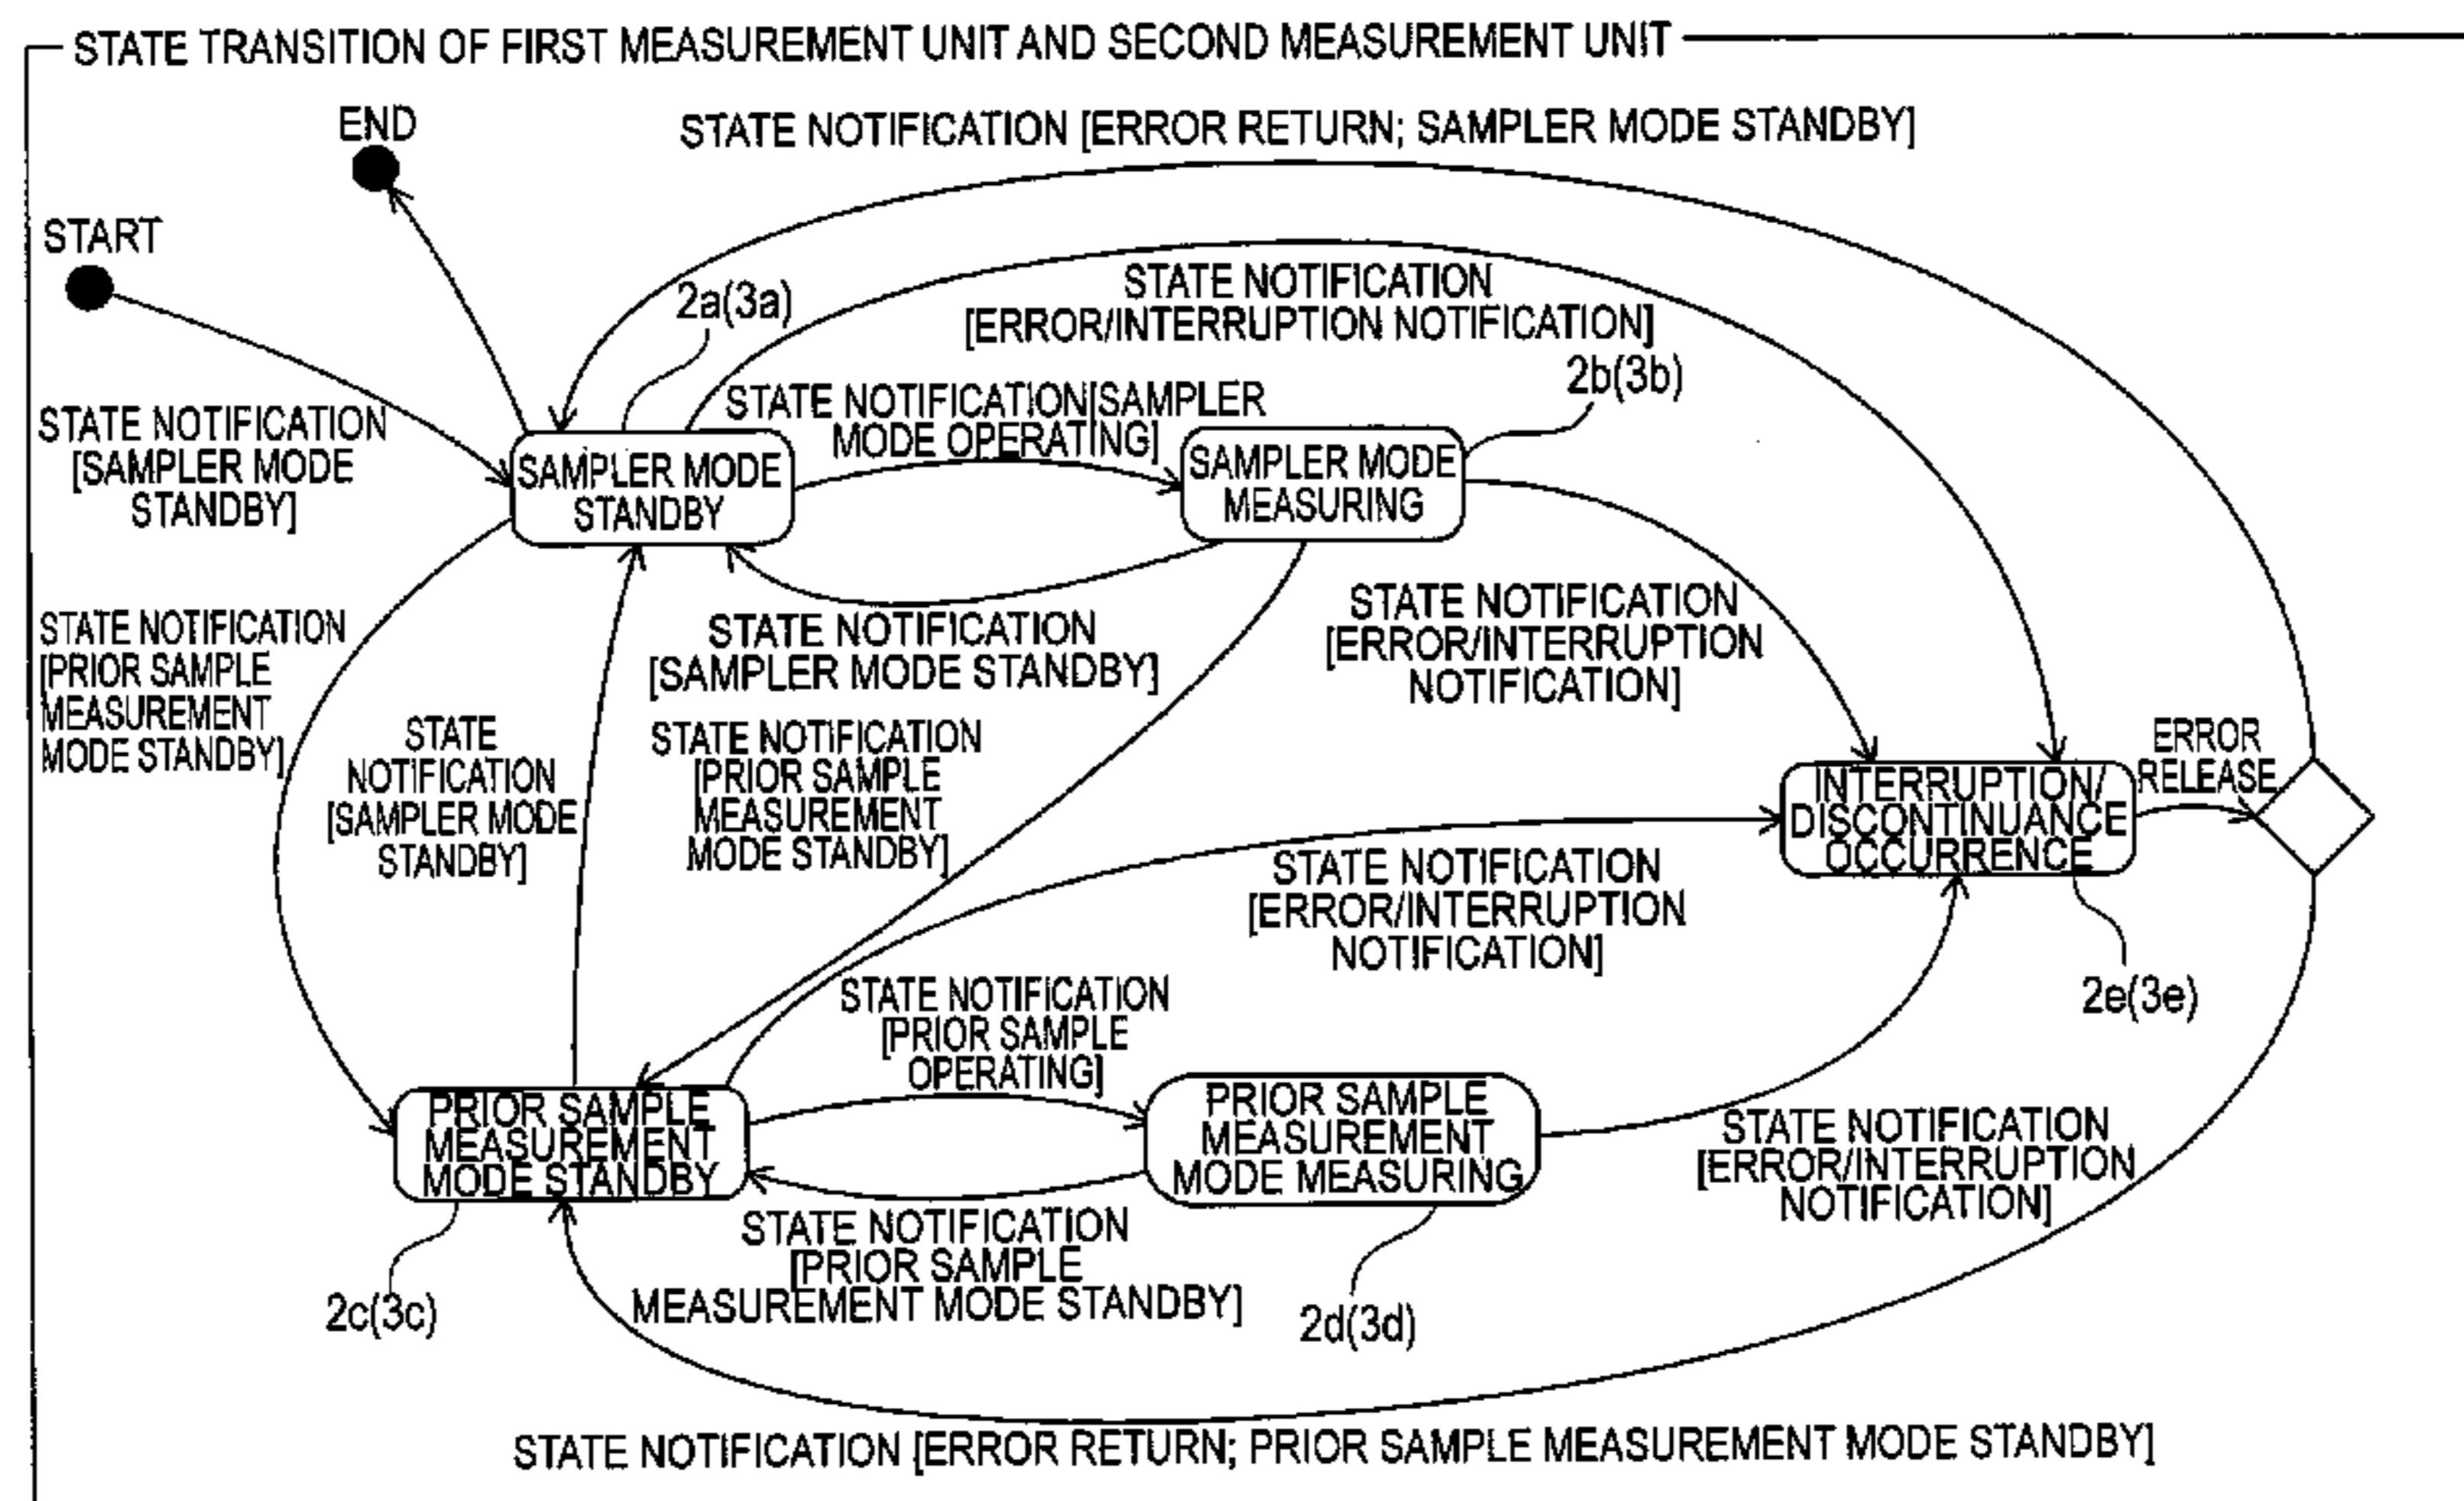 STATE TRANSITION OF FIRST MEASUREMENT UNIT AND SECOND MEASUREMENT UNIT
END
STATE NOTIFICATION [ERROR RETURN; SAMPLER MODE STANDBY]
START
2a(3a)
STATE NOTIFICATION
[ERROR/INTERRUPTION NOTIFICATION]
2b(3b)
STATE NOTIFICATION[SAMPLER
MODE OPERATING]
STATE NOTIFICATION
[SAMPLER MODE
STANDBY]
SAMPLER MODE
STANDBY
SAMPLER MODE
MEASURING
STATE NOTIFICATION
[PRIOR SAMPLE
MEASUREMENT
MODE STANDBY]
STATE NOTIFICATION
[SAMPLER MODE STANDBY]
STATE NOTIFICATION
[ERROR/INTERRUPTION
NOTIFICATION]
STATE
NOTIFICATION
[SAMPLER MODE
STANDBY]
STATE NOTIFICATION
[PRIOR SAMPLE
MEASUREMENT
MODE STANDBY]
ERROR
RELEASE
INTERRUPTION/
DISCONTINUANCE
OCCURRENCE
STATE NOTIFICATION
[ERROR/INTERRUPTION
NOTIFICATION]
2e(3e)
STATE NOTIFICATION
[PRIOR SAMPLE
OPERATING]
PRIOR SAMPLE
MEASUREMENT
MODE STANDBY
PRIOR SAMPLE
MEASUREMENT
MODE MEASURING
STATE NOTIFICATION
[ERROR/INTERRUPTION
NOTIFICATION]
STATE NOTIFICATION
[PRIOR SAMPLE
MEASUREMENT MODE STANDBY]
2c(3c)
2d(3d)
STATE NOTIFICATION [ERROR RETURN; PRIOR SAMPLE MEASUREMENT MODE STANDBY]